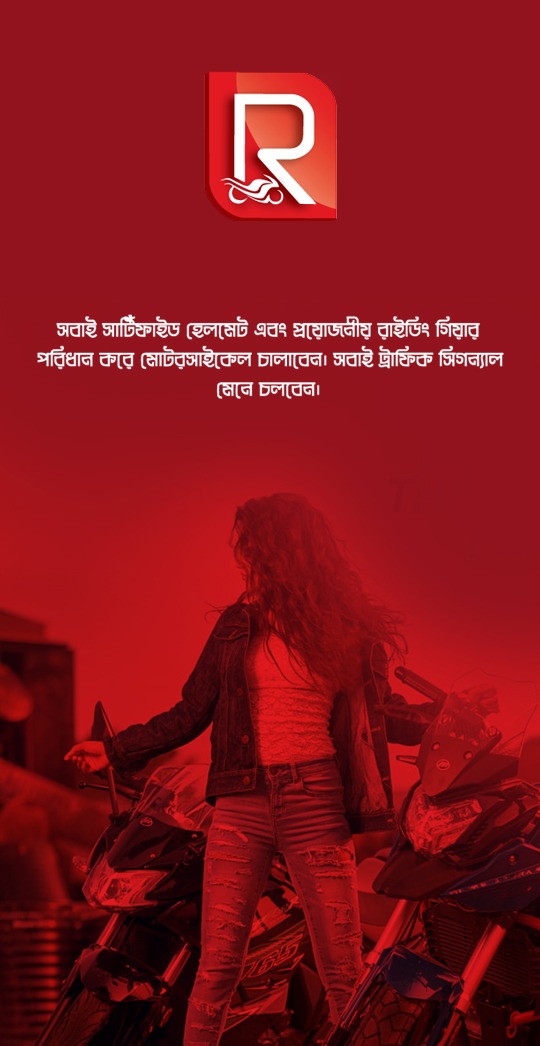 R
সবাই সার্টিফাইড হেলমেট এবং প্রয়োজনীয় রাইডিং গিয়ার
পরিধান করে মোটরসাইকেল চালাবেন। সবাই ট্রাফিক সিগন্যাল
মেনে চলবেন।